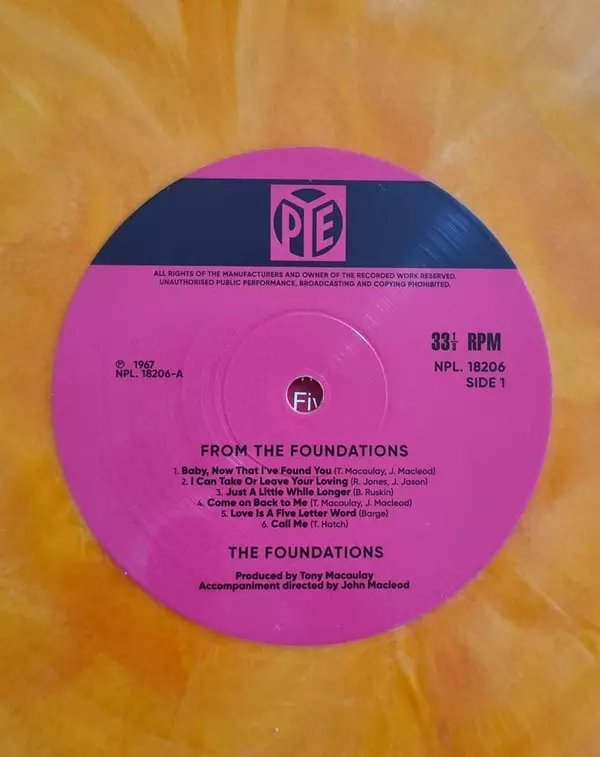 PYE
ALL RIGHTS OF THE MANUFACTURERS AND OWNER OF THE RECORDED WORK RESERVED.
UNAUTHORISED PUBLIC PERFORMANCE, BROADCASTING AND COPYING PROHIBITED.
33⅓ RPM
℗ 1967
NPL. 18206-A
NPL. 18206
SIDE 1
Fiv
FROM THE FOUNDATIONS
1. Baby, Now That I've Found You (T. Macaulay, J. Macleod)
2. I Can Take Or Leave Your Loving (R. Jones, J. Jason)
3. Just A Little While Longer (B. Ruskin)
4. Come on Back to Me (T. Macaulay, J. Macleod)
5. Love Is A Five Letter Word (Barge)
6. Call Me (T. Hatch)
THE FOUNDATIONS
Produced by Tony Macaulay
Accompaniment directed by John Macleod